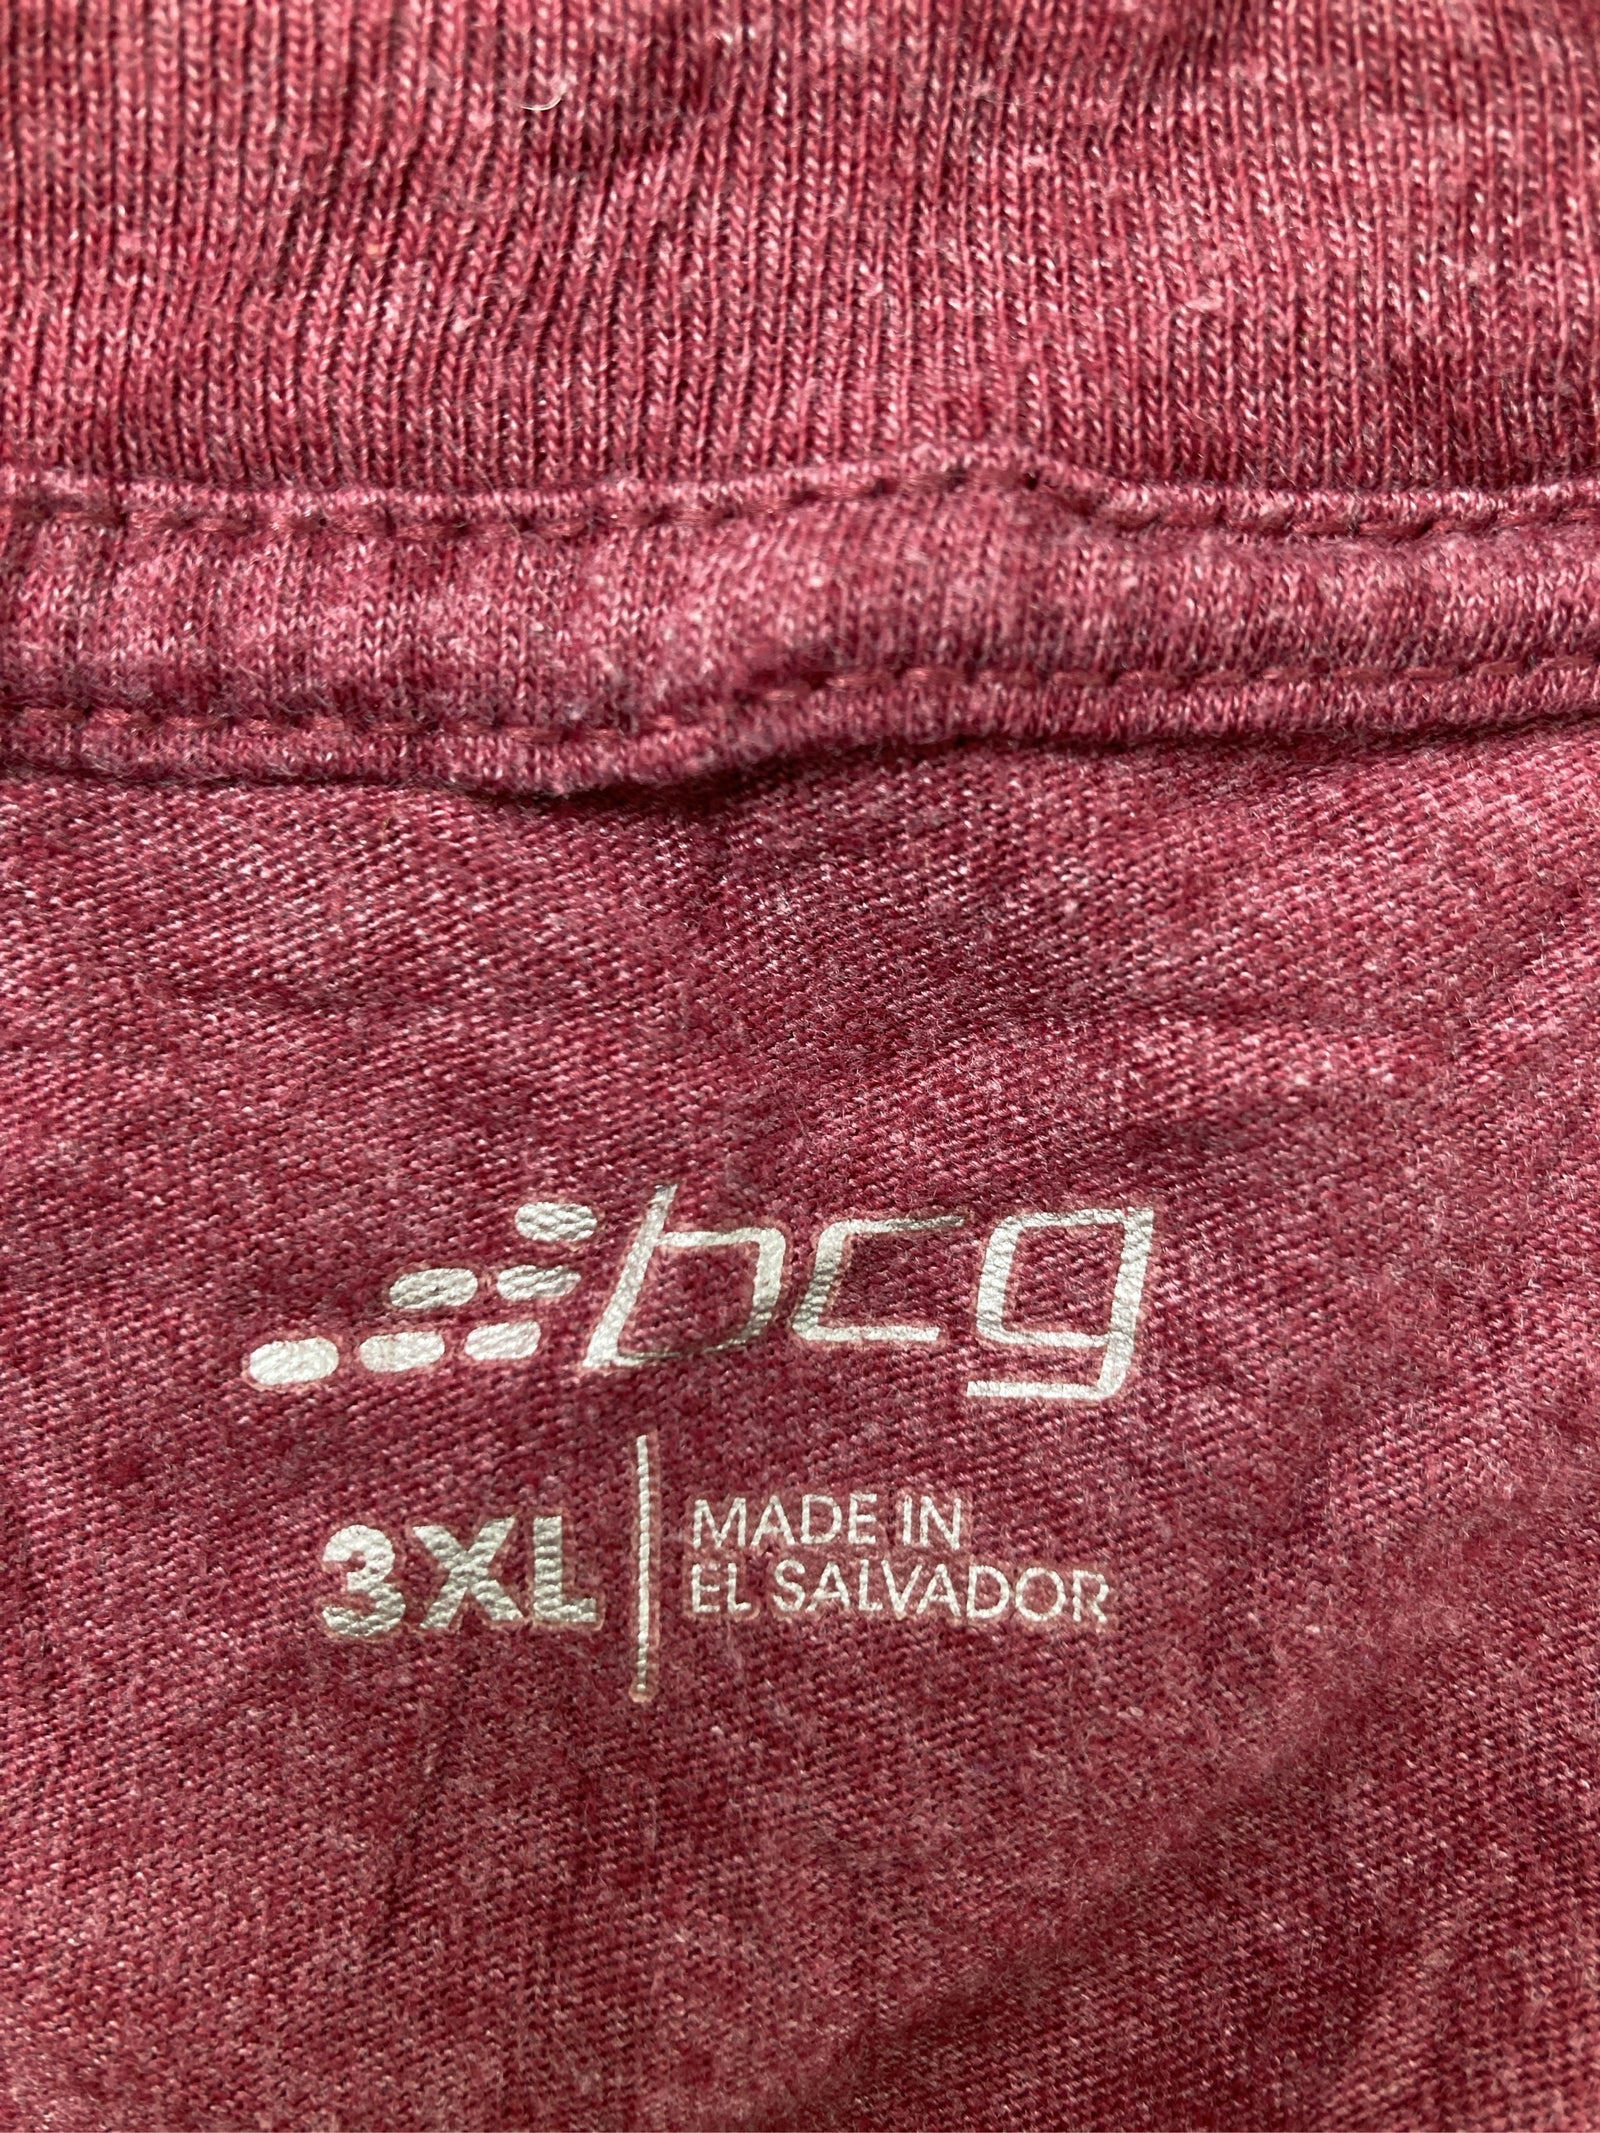 bcg
3XL
MADE IN
EL SALVADOR